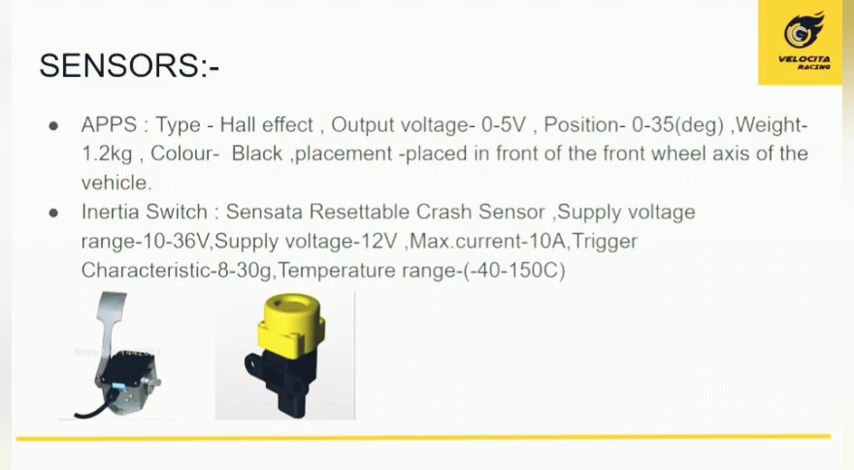 VELOCITA
RACING
SENSORS:-
● APPS : Type - Hall effect , Output voltage- 0-5V , Position- 0-35(deg) ,Weight-
1.2kg , Colour- Black ,placement -placed in front of the front wheel axis of the
vehicle.
● Inertia Switch : Sensata Resettable Crash Sensor ,Supply voltage
range-10-36V,Supply voltage-12V ,Max.current-10A,Trigger
Characteristic-8-30g,Temperature range-(-40-150C)